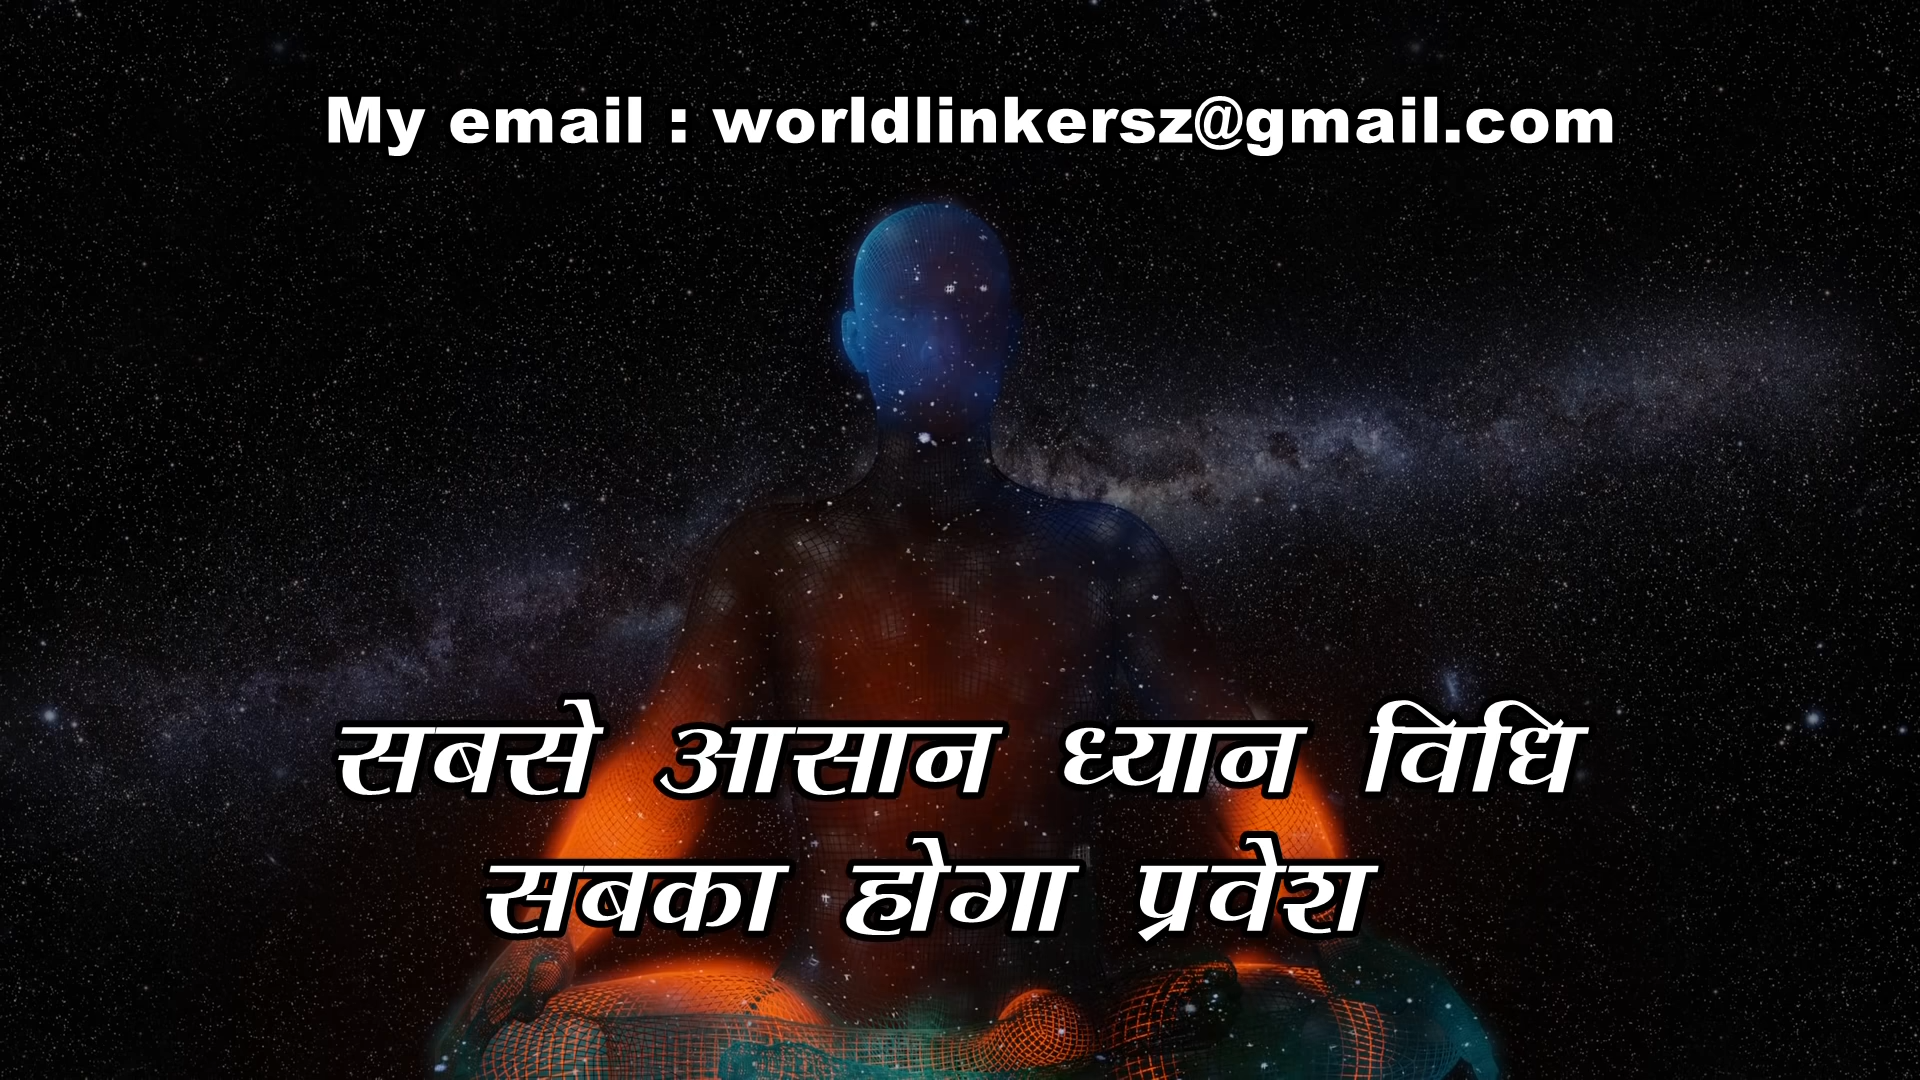 My email : worldlinkersz@gmail.com
सबसे आसान ध्यान विधि
सबका होगा प्रवेश